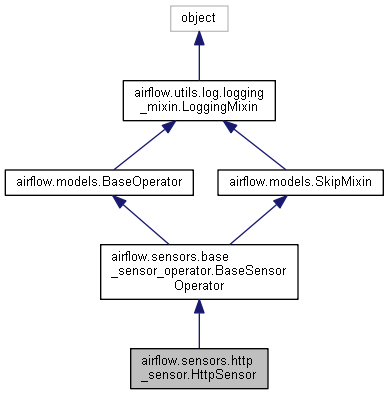 object
airflow.utils.log.logging
_mixin.LoggingMixin
airflow.models.BaseOperator
airflow.models.SkipMixin
airflow.sensors.base
_sensor_operator.BaseSensor
Operator
airflow.sensors.http
_sensor.HttpSensor